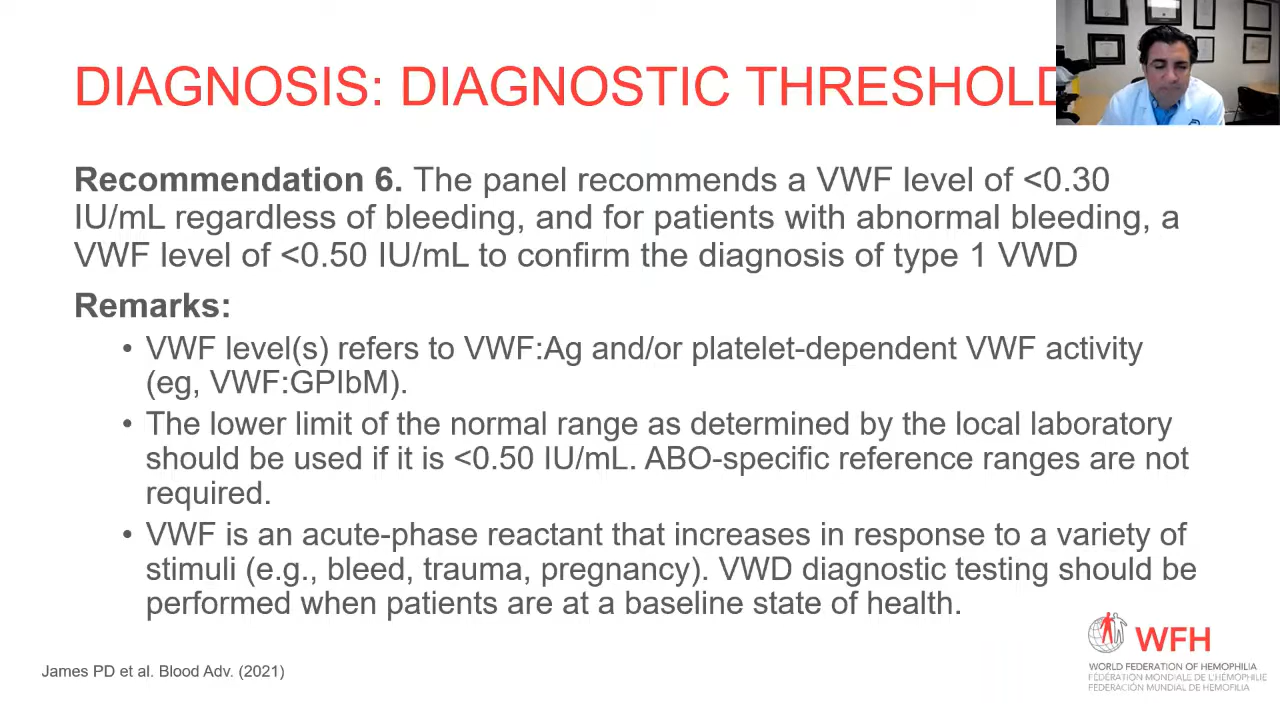 DIAGNOSIS: DIAGNOSTIC THRESHOLD
Recommendation 6. The panel recommends a VWF level of <0.30
IU/mL regardless of bleeding, and for patients with abnormal bleeding, a
VWF level of <0.50 IU/mL to confirm the diagnosis of type 1 VWD
Remarks:
• VWF level(s) refers to VWF:Ag and/or platelet-dependent VWF activity
(eg, VWF:GPIbM).
• The lower limit of the normal range as determined by the local laboratory
should be used if it is <0.50 IU/mL. ABO-specific reference ranges are not
required.
• VWF is an acute-phase reactant that increases in response to a variety of
stimuli (e.g., bleed, trauma, pregnancy). VWD diagnostic testing should be
performed when patients are at a baseline state of health.
James PD et al. Blood Adv. (2021)
WFH
WORLD FEDERATION OF HEMOPHILIA
FÉDÉRATION MONDIALE DE L'HÉMOPHILIE
FEDERACIÓN MUNDIAL DE HEMOFILIA